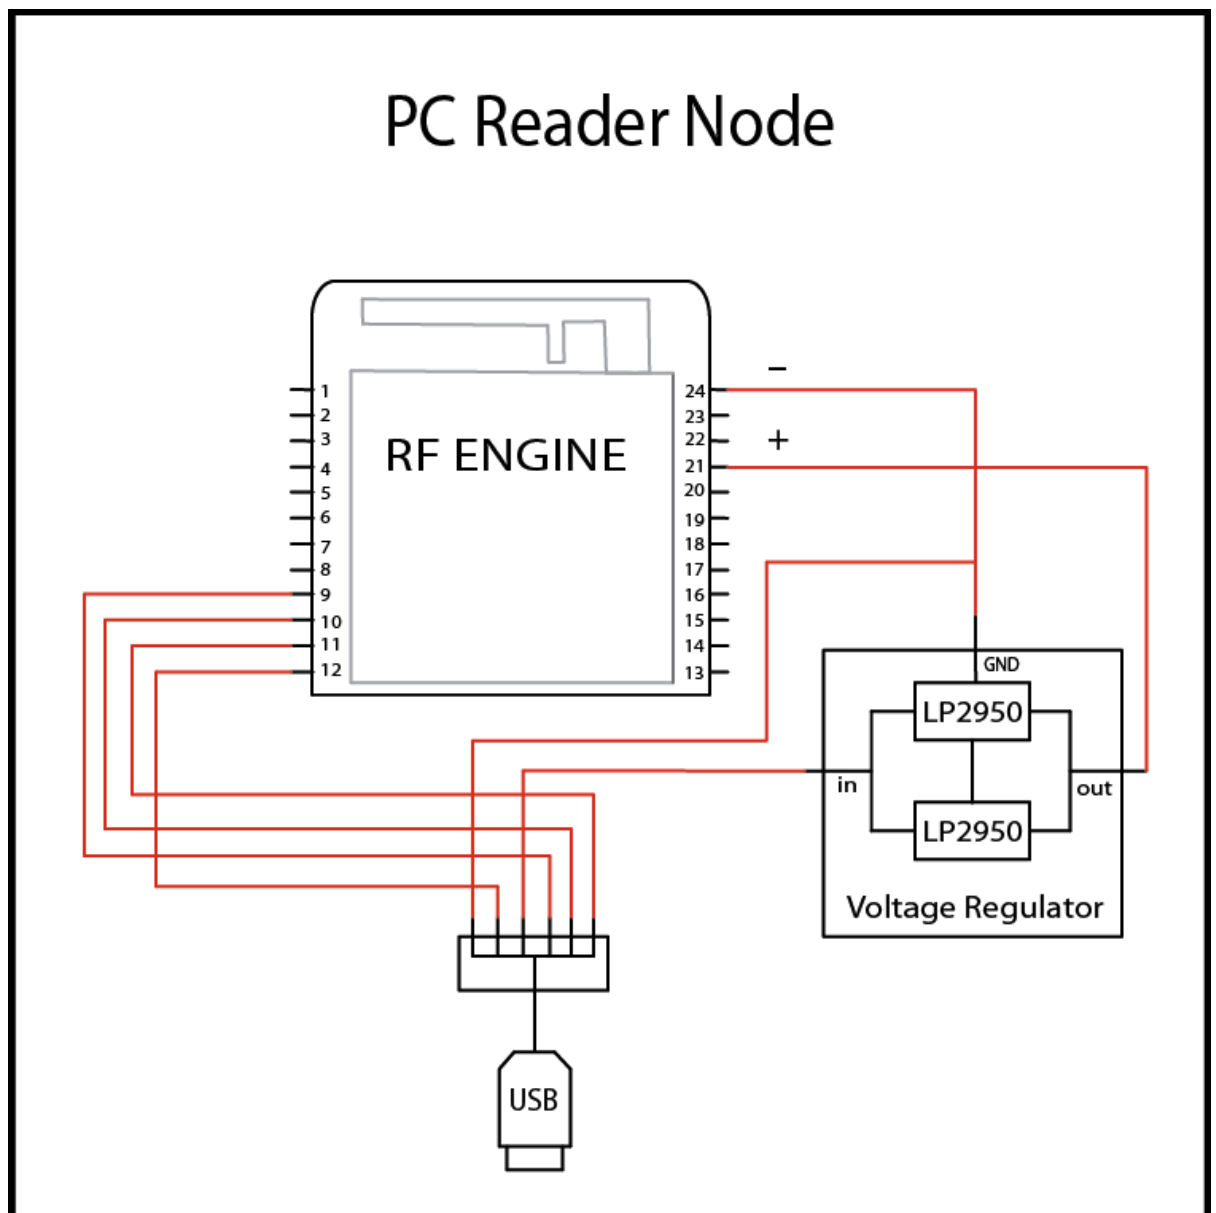 PC Reader Node
RF ENGINE
1
2
3
4
5
6
7
8
9
10
11
12
24
23
22
21
20
19
18
17
16
15
14
13
−
+
GND
LP2950
in
out
LP2950
Voltage Regulator
USB